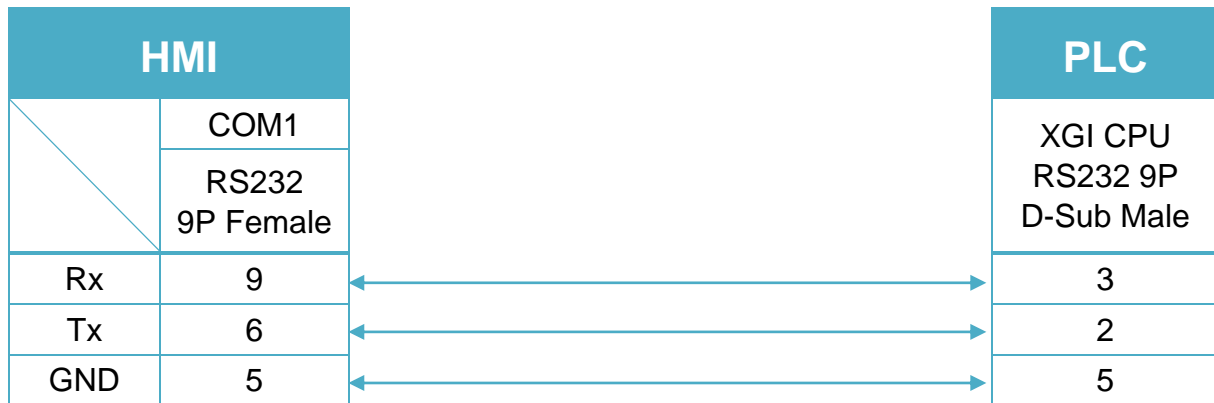 HMI
PLC
COM1
RS232
9P Female
XGI CPU
RS232 9P
D-Sub Male
Rx 9 3
Tx 6 2
GND 5 5